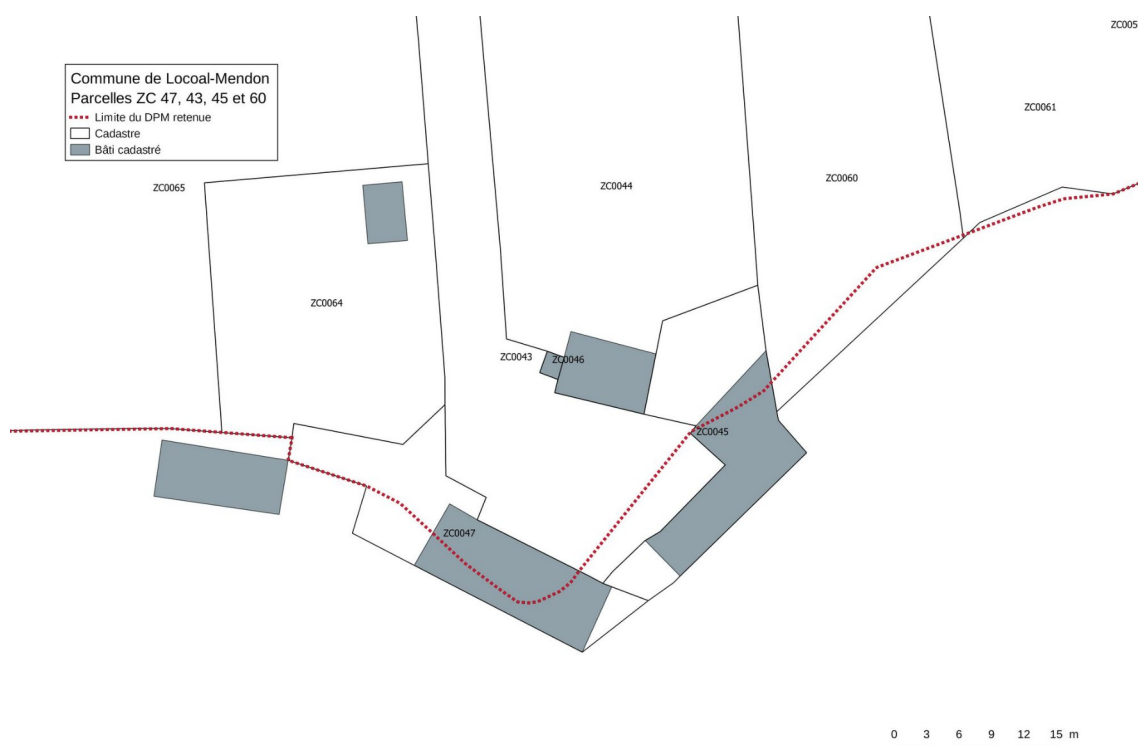 ZC005
Commune de Locoal-Mendon
Parcelles ZC 47, 43, 45 et 60
Limite du DPM retenue
Cadastre
Bâti cadastré
ZC0061
ZC0065
ZC0044
ZC0060
ZC0064
ZC0043
ZC0046
ZC0045
ZC0047
0 3 6 9 12 15 m